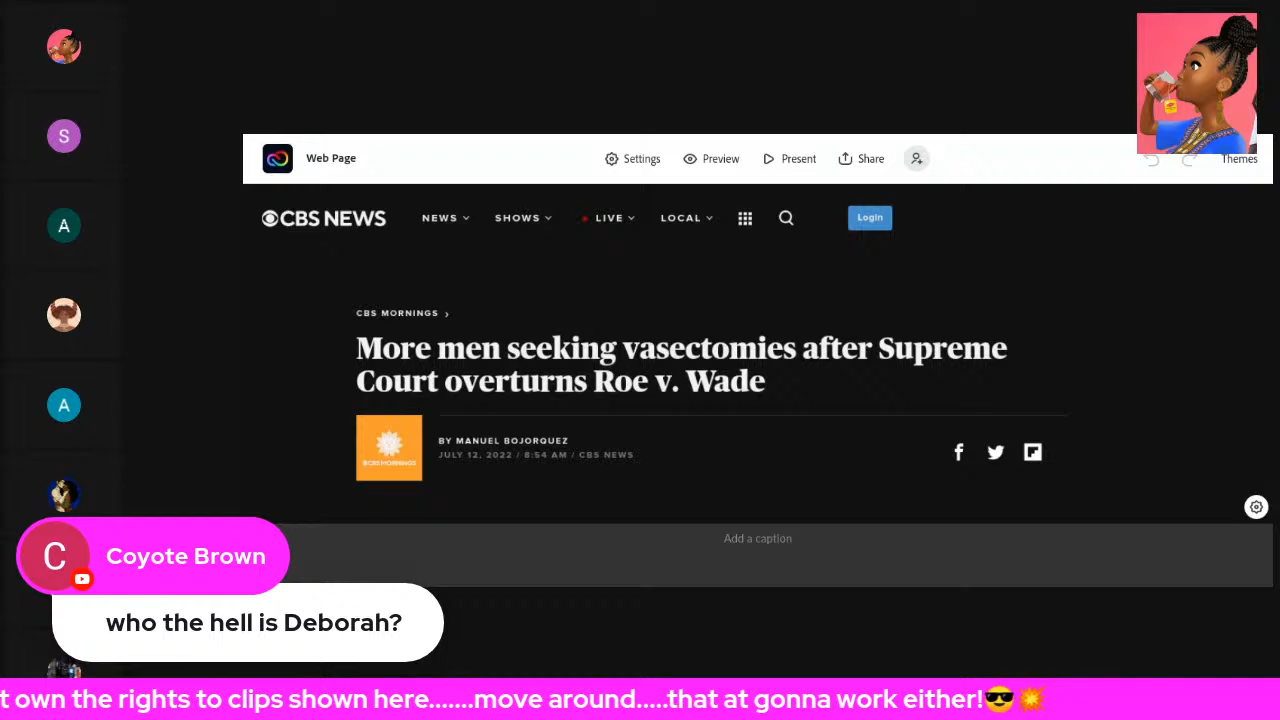 Web Page
Settings
Preview
Present
Share
Themes
CBS NEWS
NEWS
SHOWS
LIVE
LOCAL
Login
S
A
A
CBS MORNINGS ›
More men seeking vasectomies after Supreme
Court overturns Roe v. Wade
CBS MORNINGS
BY MANUEL BOJORQUEZ
JULY 12, 2022 / 8:54 AM / CBS NEWS
Add a caption
C
Coyote Brown
who the hell is Deborah?
t own the rights to clips shown here.......move around.....that at gonna work either!😎 💥